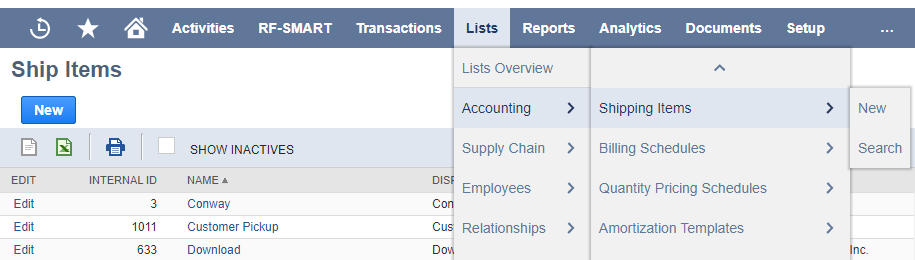 Activities RF-SMART Transactions Lists Reports Analytics Documents Setup ...
Ship Items
Lists Overview
New
Accounting Shipping Items New
SHOW INACTIVES
Supply Chain Billing Schedules Search
EDIT INTERNAL ID NAME DISP
Employees Quantity Pricing Schedules
Edit 3 Conway Con
Edit 1011 Customer Pickup Cus
Relationships Amortization Templates
Edit 633 Download Dow Inc.